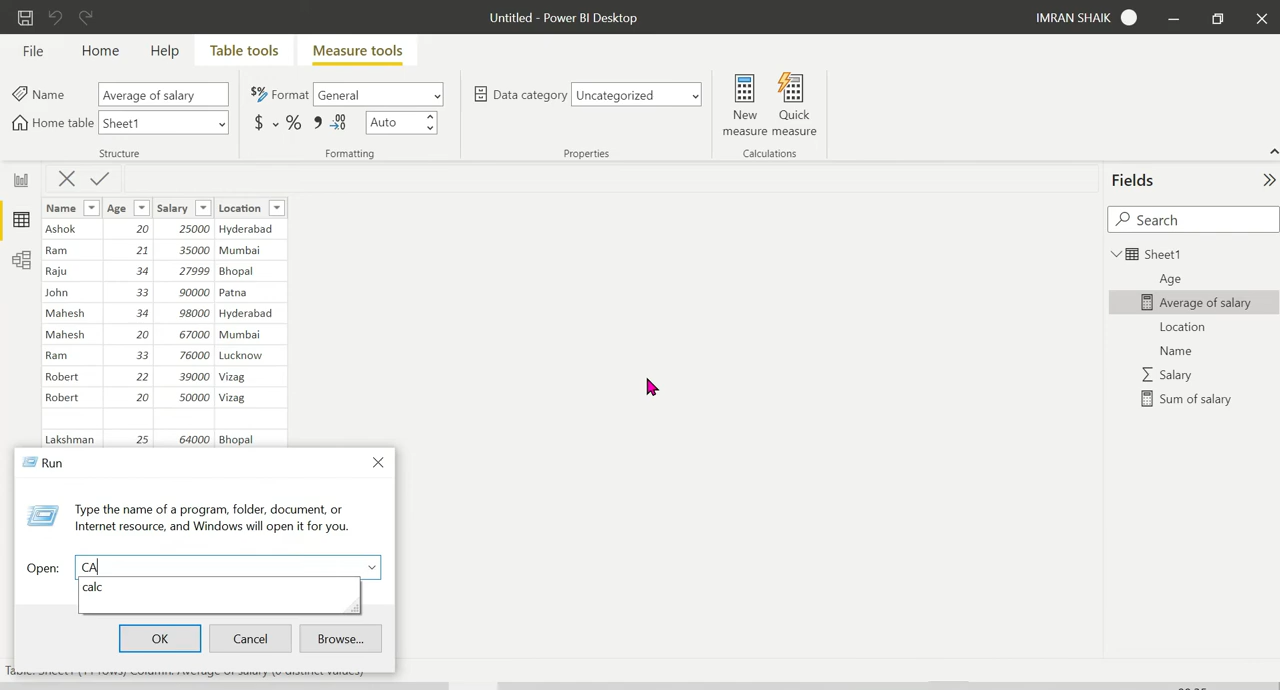 Untitled - Power BI Desktop
IMRAN SHAIK
File Home Help Table tools Measure tools
Name Average of salary
Home table Sheet1
Structure
$% Format General
$ % , .00 Auto
Formatting
Data category Uncategorized
Properties
New measure
Quick measure
Calculations
Name Age Salary Location
Ashok 20 25000 Hyderabad
Ram 21 35000 Mumbai
Raju 34 27999 Bhopal
John 33 90000 Patna
Mahesh 34 98000 Hyderabad
Mahesh 20 67000 Mumbai
Ram 33 76000 Lucknow
Robert 22 39000 Vizag
Robert 20 50000 Vizag
Lakshman 25 64000 Bhopal
Fields
Search
Sheet1
Age
Average of salary
Location
Name
Salary
Sum of salary
Run
Type the name of a program, folder, document, or
Internet resource, and Windows will open it for you.
Open: CA
calc
OK Cancel Browse...